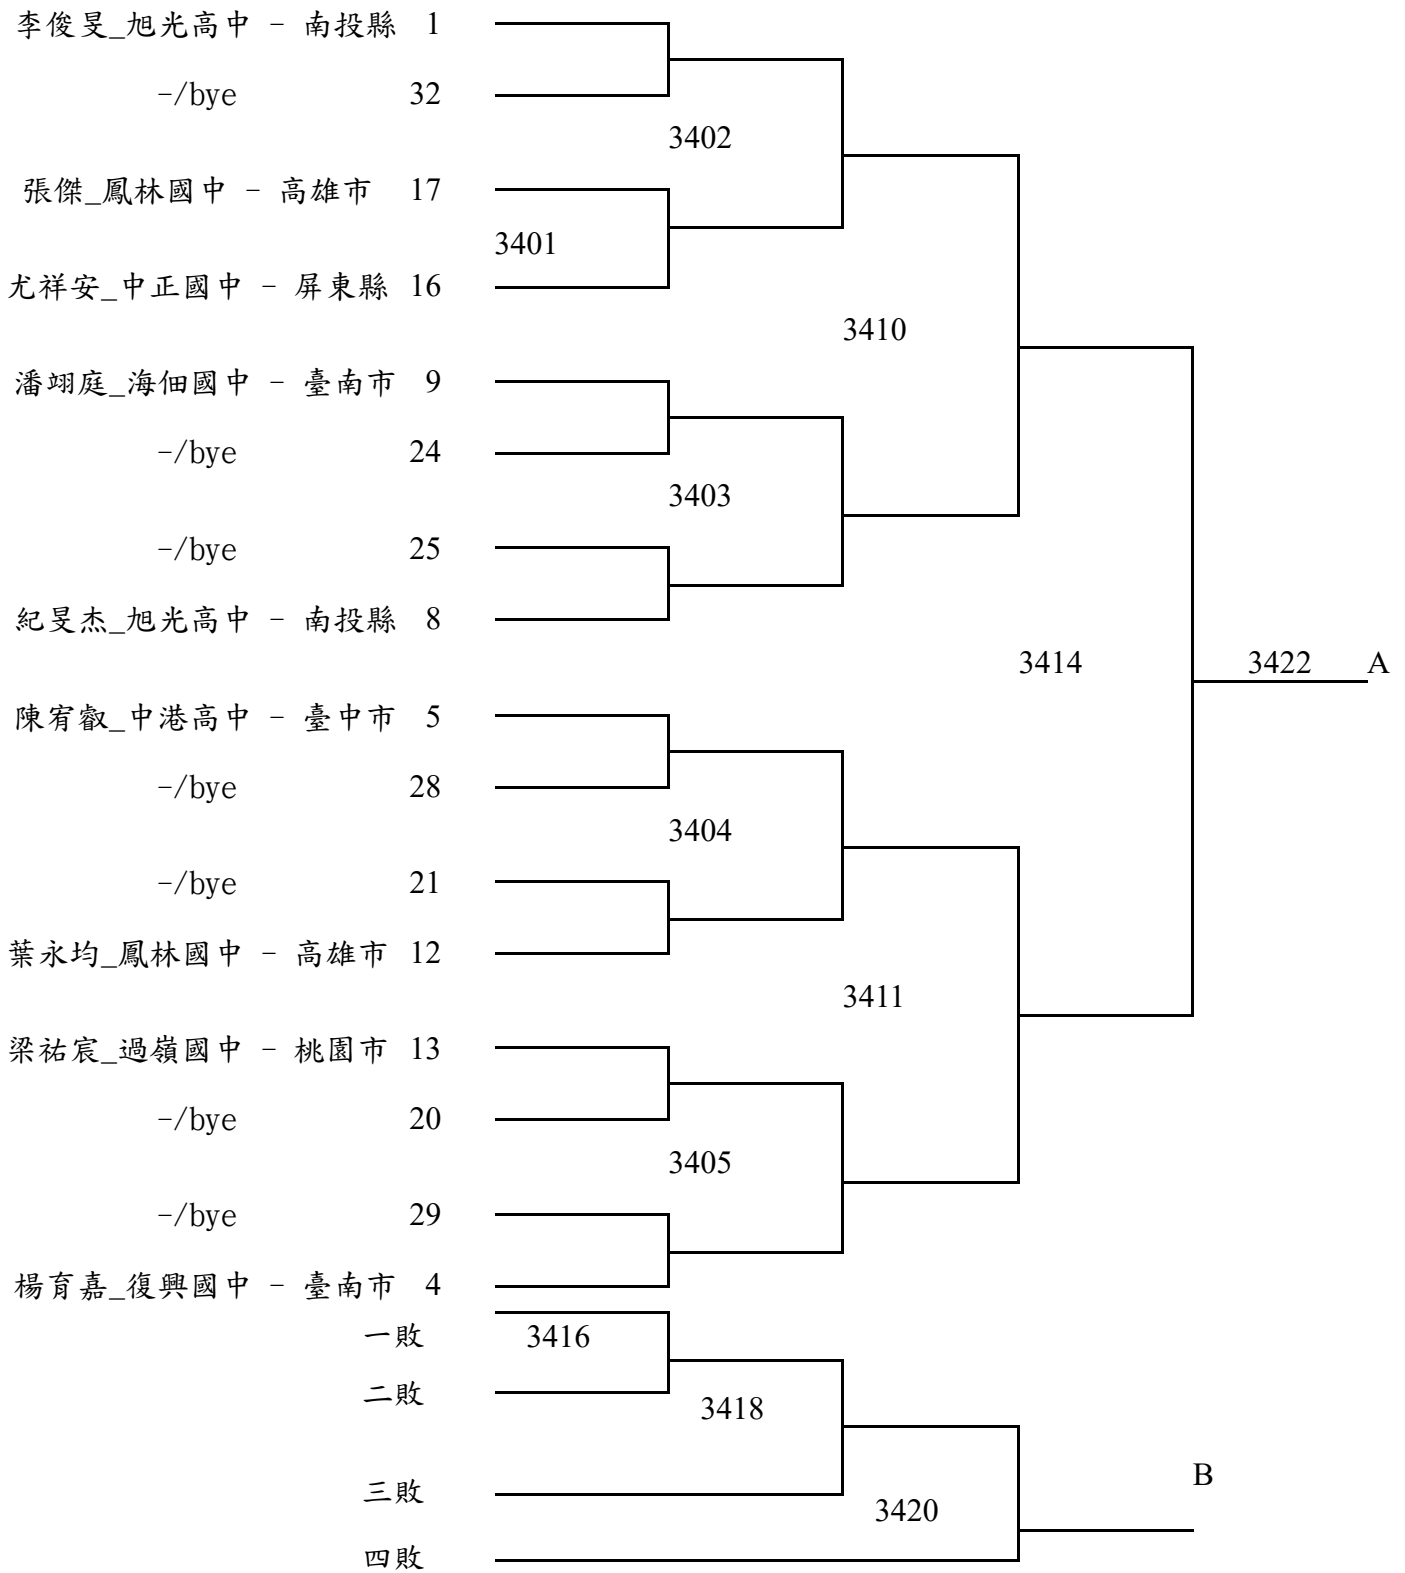 李俊旻_旭光高中 - 南投縣 1
-/bye 32
3402
張傑_鳳林國中 - 高雄市 17
3401
尤祥安_中正國中 - 屏東縣 16
3410
潘翊庭_海佃國中 - 臺南市 9
-/bye 24
3403
-/bye 25
紀旻杰_旭光高中 - 南投縣 8
3414 3422 A
陳宥叡_中港高中 - 臺中市 5
-/bye 28
3404
-/bye 21
葉永均_鳳林國中 - 高雄市 12
3411
梁祐宸_過嶺國中 - 桃園市 13
-/bye 20
3405
-/bye 29
楊育嘉_復興國中 - 臺南市 4
一敗 3416
二敗
3418
B
三敗
3420
四敗